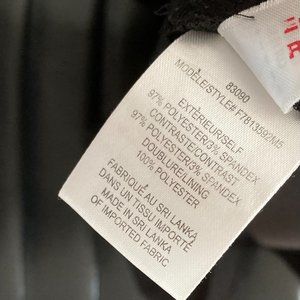 83090
MODÈLE/STYLE# F7813592M5
EXTÉRIEUR/SELF
97% POLYESTER/3% SPANDEX
CONTRASTE/CONTRAST
97% POLYESTER/3% SPANDEX
DOUBLURE/LINING
100% POLYESTER
FABRIQUÉ AU SRI LANKA
DANS UN TISSU IMPORTÉ
MADE IN SRI LANKA
OF IMPORTED FABRIC